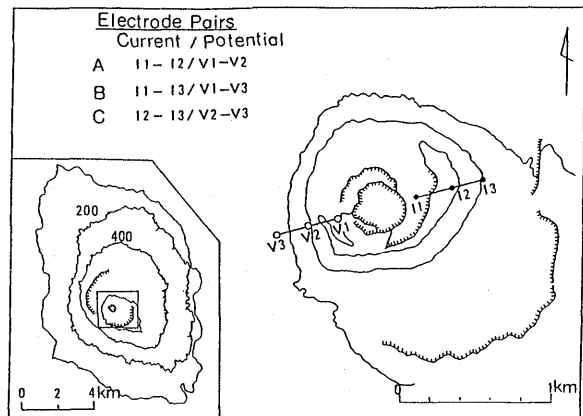 Electrode Pairs
Current / Potential
A I1 - I2 / V1 - V2
B I1 - I3 / V1 - V3
C I2 - I3 / V2 - V3
200
400
0 2 4 km
I1
I2
I3
V1
V2
V3
0 1 km